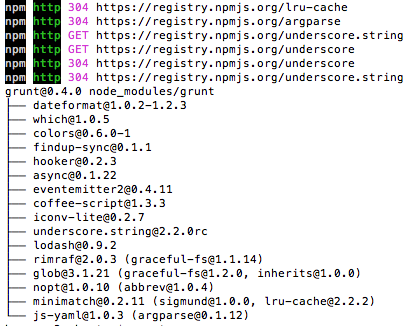 npm http 304 https://registry.npmjs.org/lru-cache
npm http 304 https://registry.npmjs.org/argparse
npm http GET https://registry.npmjs.org/underscore.string
npm http GET https://registry.npmjs.org/underscore
npm http 304 https://registry.npmjs.org/underscore
npm http 304 https://registry.npmjs.org/underscore.string
grunt@0.4.0 node_modules/grunt
├── dateformat@1.0.2-1.2.3
├── which@1.0.5
├── colors@0.6.0-1
├── findup-sync@0.1.1
├── hooker@0.2.3
├── async@0.1.22
├── eventemitter2@0.4.11
├── coffee-script@1.3.3
├── iconv-lite@0.2.7
├── underscore.string@2.2.0rc
├── lodash@0.9.2
├── rimraf@2.0.3 (graceful-fs@1.1.14)
├── glob@3.1.21 (graceful-fs@1.2.0, inherits@1.0.0)
├── nopt@1.0.10 (abbrev@1.0.4)
├── minimatch@0.2.11 (sigmund@1.0.0, lru-cache@2.2.2)
└── js-yaml@1.0.3 (argparse@0.1.12)